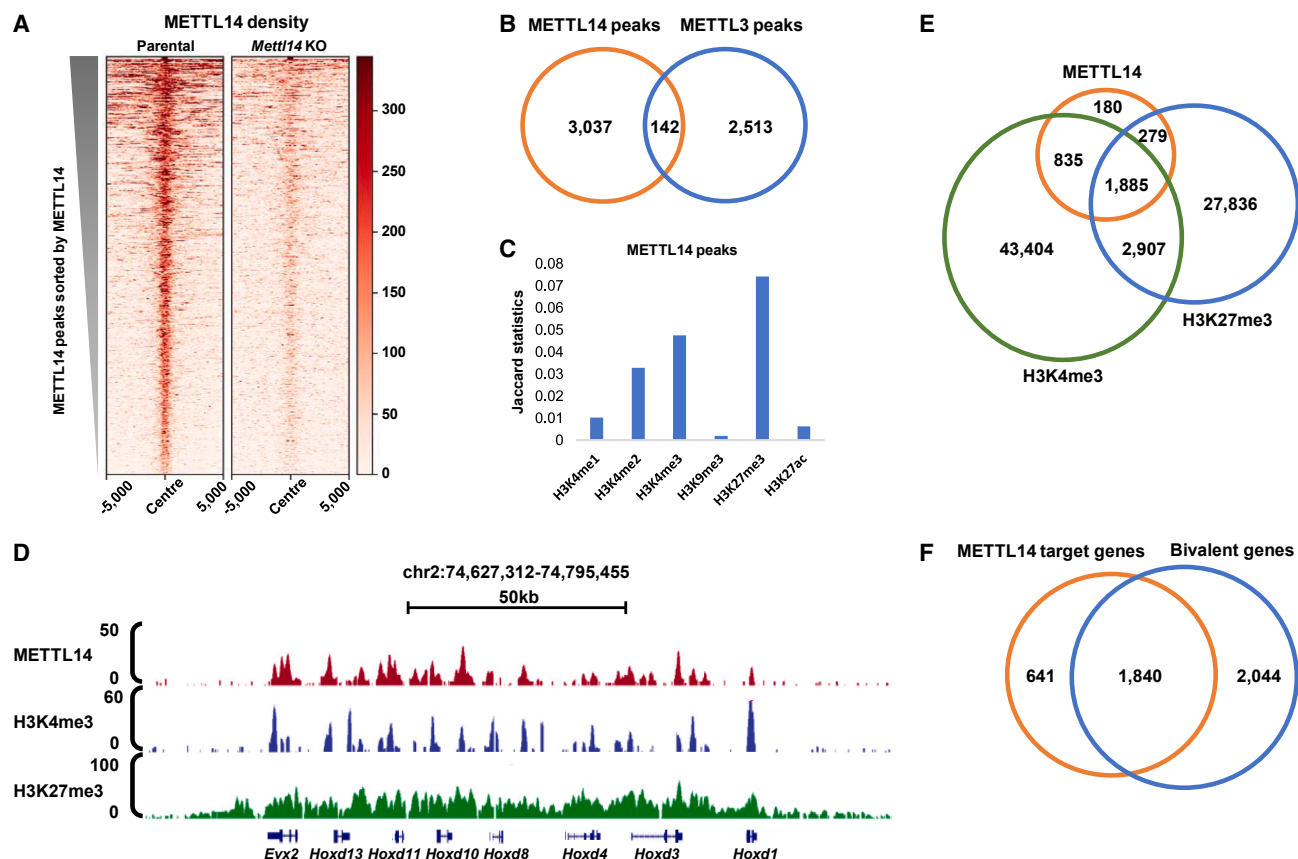 A
METTL14 density
Parental
Mettl14 KO
METTL14 peaks sorted by METTL14
300
250
200
150
100
50
0
-5,000
Centre
5,000
-5,000
Centre
5,000
B
METTL14 peaks
METTL3 peaks
3,037
142
2,513
C
METTL14 peaks
Jaccard statistics
0.08
0.07
0.06
0.05
0.04
0.03
0.02
0.01
0
H3K4me1
H3K4me2
H3K4me3
H3K9me3
H3K27me3
H3K27ac
E
METTL14
180
279
835
1,885
27,836
43,404
2,907
H3K27me3
H3K4me3
D
chr2:74,627,312-74,795,455
50kb
METTL14
50
0
H3K4me3
60
0
H3K27me3
100
0
Evx2 Hoxd13 Hoxd11 Hoxd10 Hoxd8 Hoxd4 Hoxd3 Hoxd1
F
METTL14 target genes
Bivalent genes
641
1,840
2,044